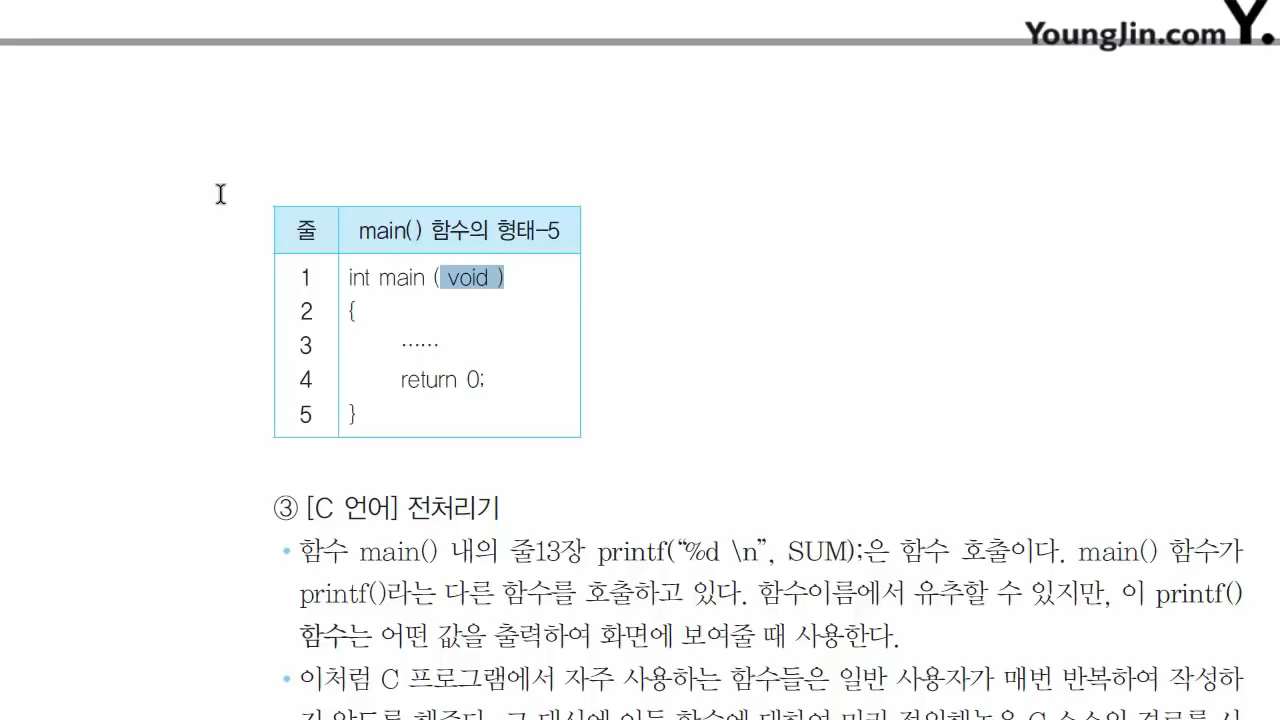 YoungJin.com Y.
줄 main() 함수의 형태-5
1 int main ( void )
2 {
3 ……
4 return 0;
5 }
③ [C 언어] 전처리기
• 함수 main() 내의 줄13장 printf(“%d \n”, SUM);은 함수 호출이다. main() 함수가
printf()라는 다른 함수를 호출하고 있다. 함수이름에서 유추할 수 있지만, 이 printf()
함수는 어떤 값을 출력하여 화면에 보여줄 때 사용한다.
• 이처럼 C 프로그램에서 자주 사용하는 함수들은 일반 사용자가 매번 반복하여 작성하